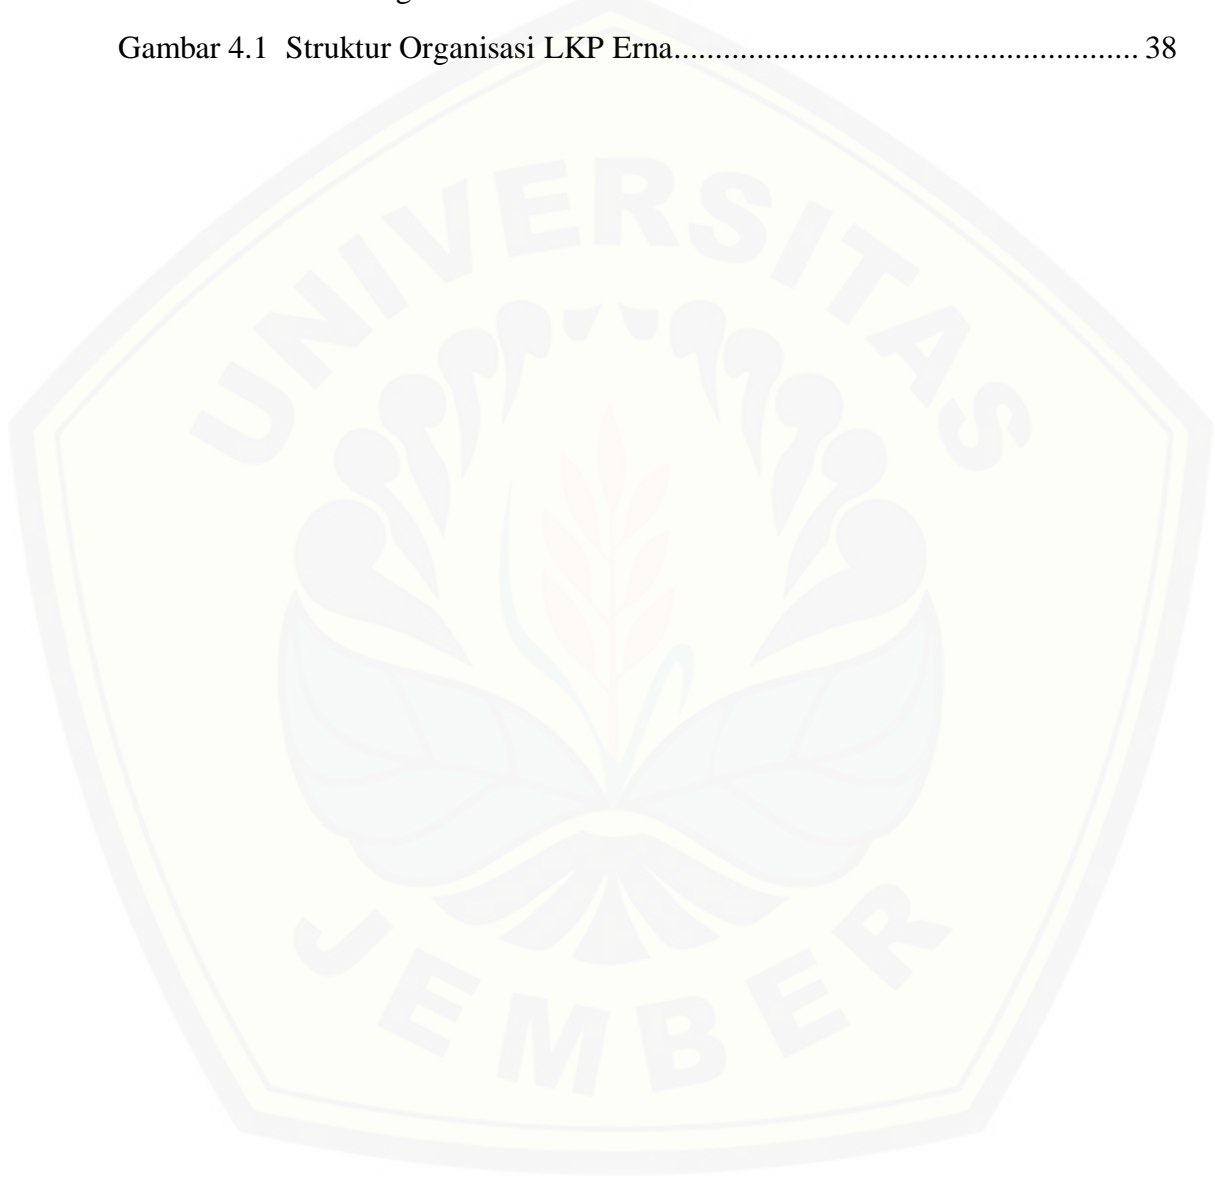 Gambar 4.1 Struktur Organisasi LKP Erna......................................................... 38
UNIVERSITAS
JEMBER